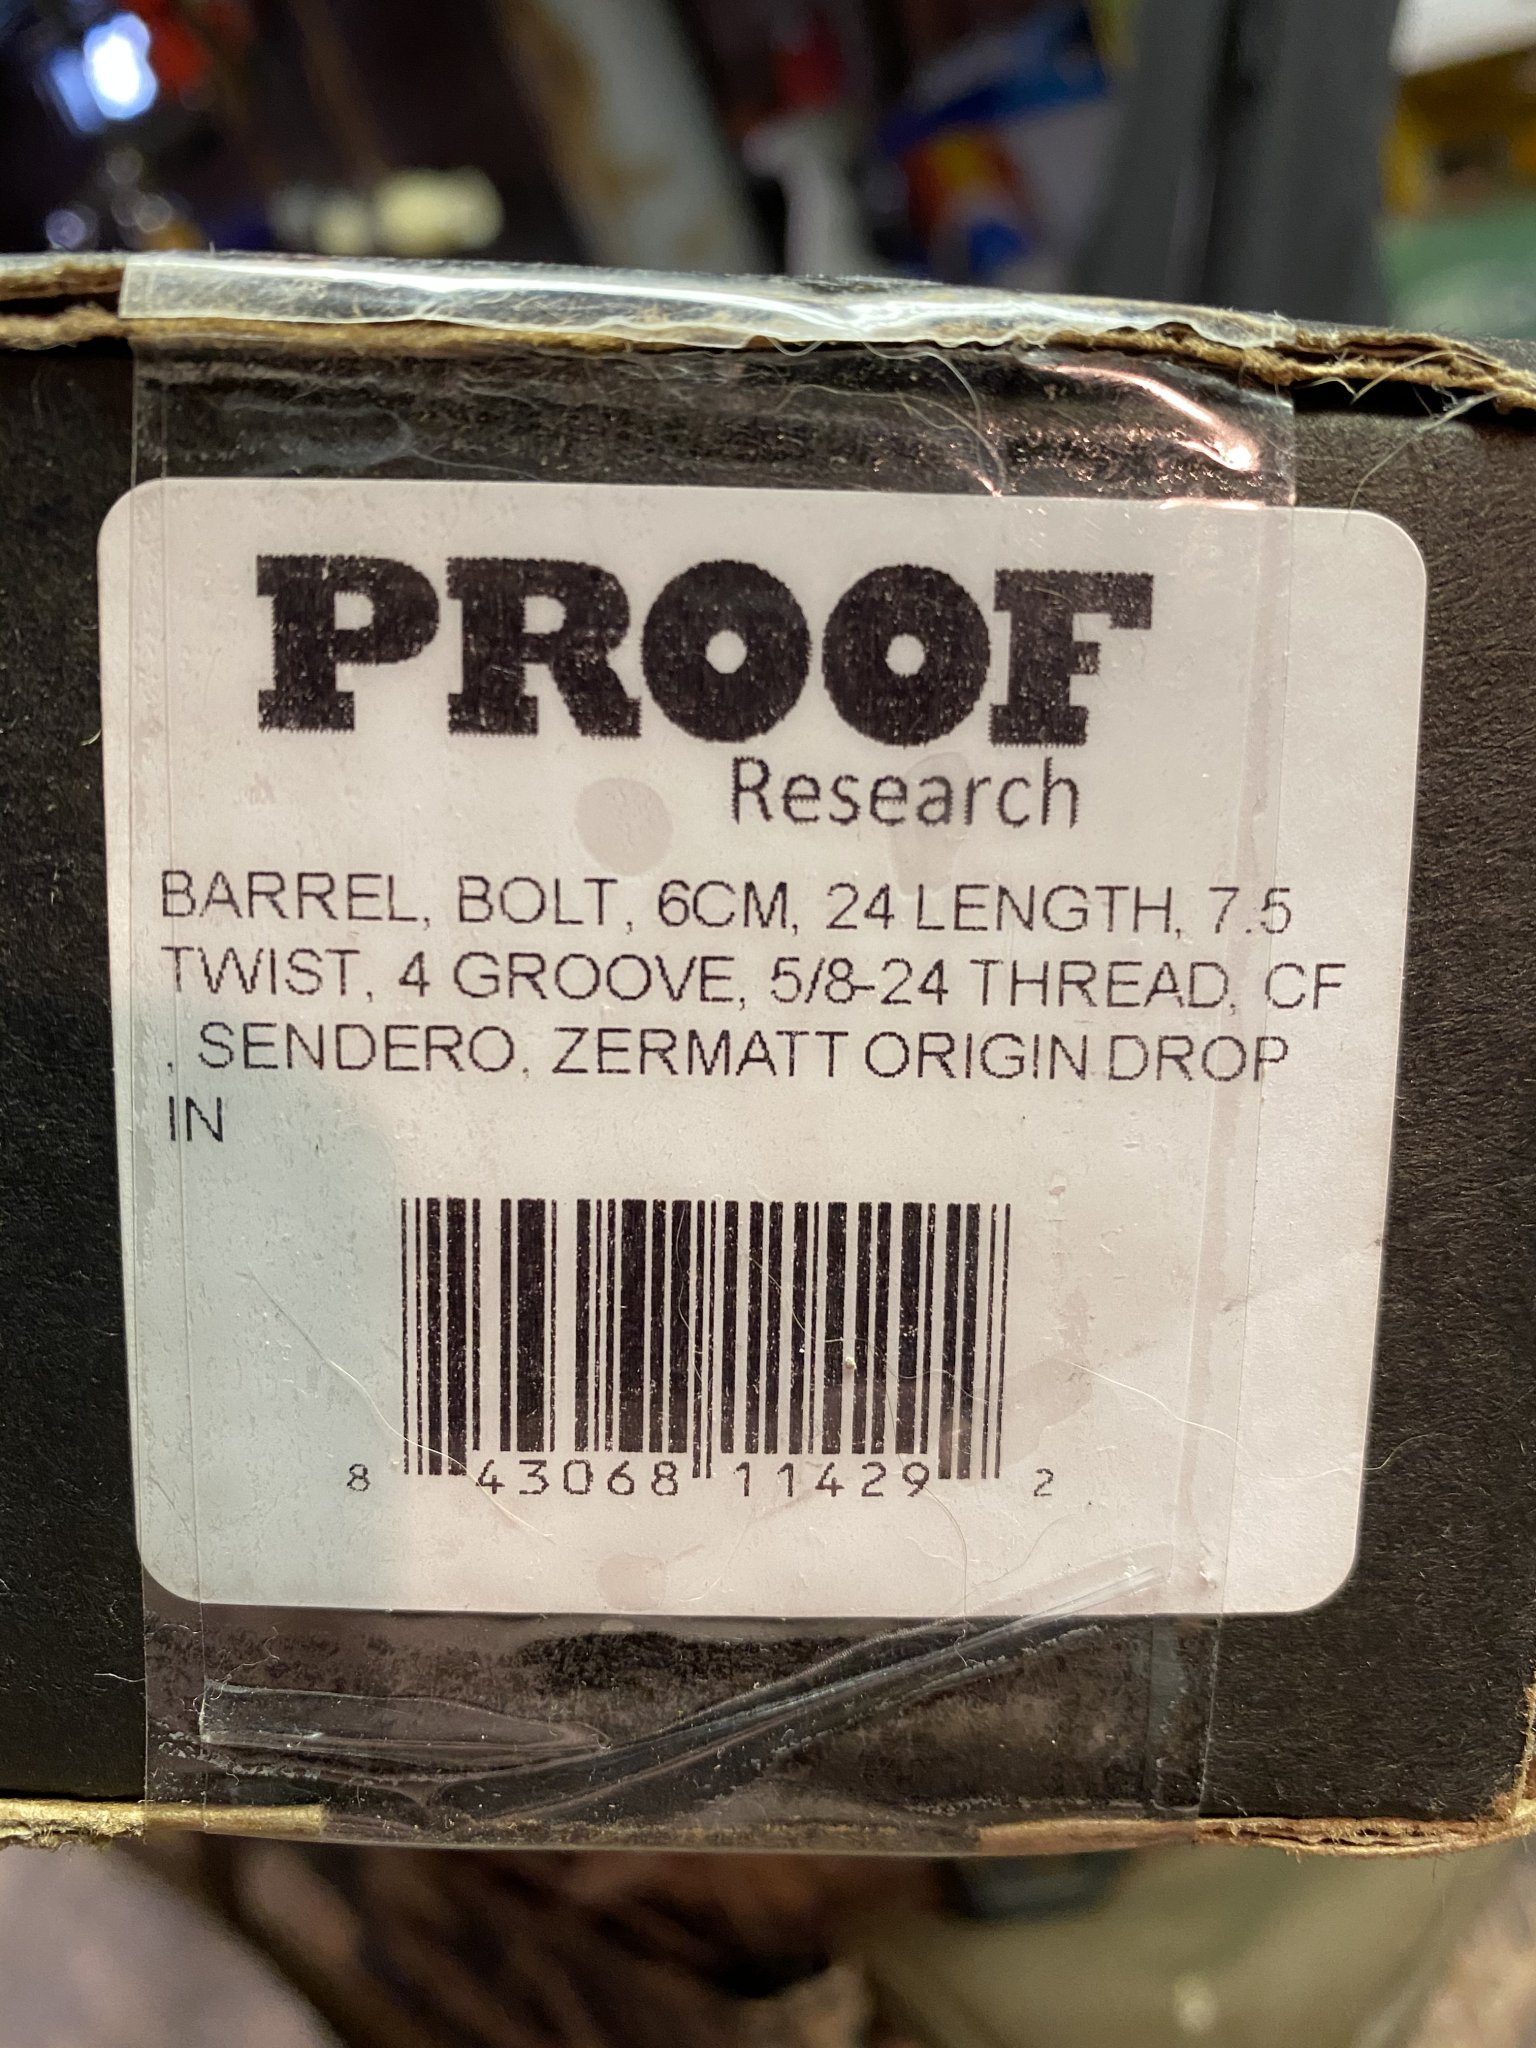 PROOF
Research
BARREL, BOLT, 6CM, 24 LENGTH, 7.5
TWIST, 4 GROOVE, 5/8-24 THREAD, CF
, SENDERO, ZERMATT ORIGIN DROP
IN
8 43068 11429 2